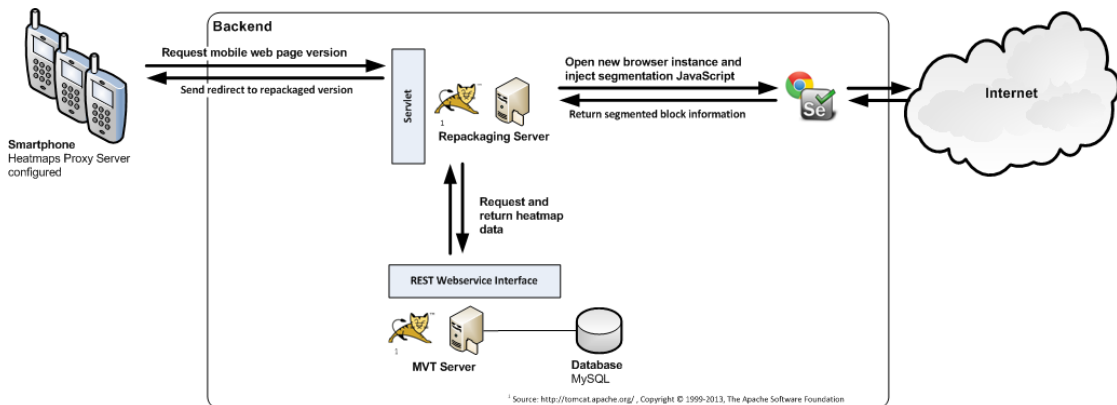 Backend
Request mobile web page version
Send redirect to repackaged version
Smartphone
Heatmaps Proxy Server
configured
Servlet
1
Repackaging Server
Open new browser instance and
inject segmentation JavaScript
Return segmented block information
Se
Internet
Request and
return heatmap
data
REST Webservice Interface
1
MVT Server
Database
MySQL
1 Source: http://tomcat.apache.org/ , Copyright © 1999-2013, The Apache Software Foundation